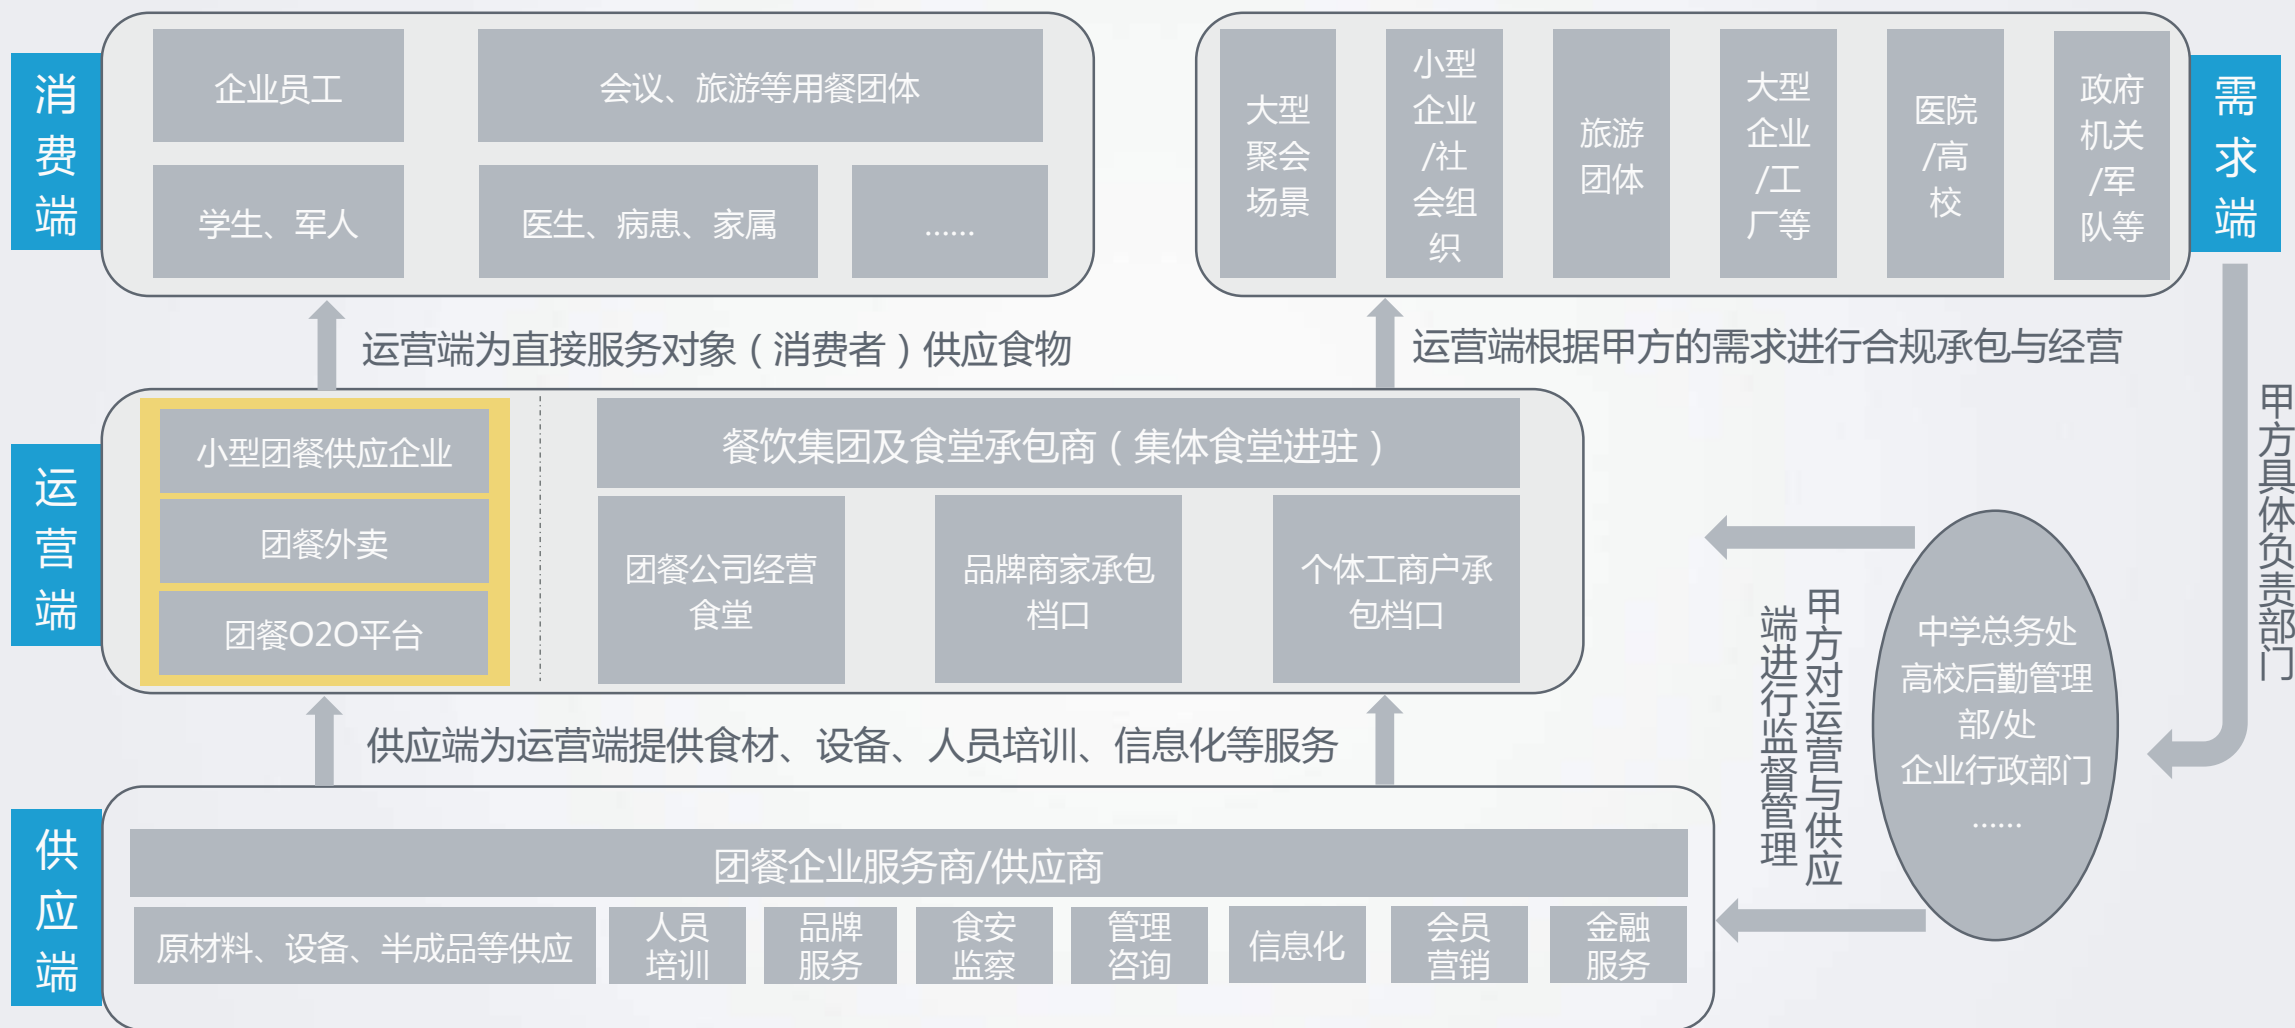 消费端
企业员工
会议、旅游等用餐团体
学生、军人
医生、病患、家属
......
大型
聚会
场景
小型
企业
/社
会组
织
旅游
团体
大型
企业
/工
厂等
医院
/高
校
政府
机关
/军
队等
需求端
运营端为直接服务对象（消费者）供应食物
运营端根据甲方的需求进行合规承包与经营
运营端
小型团餐供应企业
团餐外卖
团餐O2O平台
餐饮集团及食堂承包商（集体食堂进驻）
团餐公司经营
食堂
品牌商家承包
档口
个体工商户承
包档口
甲方具体负责部门
甲方对运营与供应
端进行监督管理
中学总务处
高校后勤管理
部/处
企业行政部门
......
供应端为运营端提供食材、设备、人员培训、信息化等服务
供应端
团餐企业服务商/供应商
原材料、设备、半成品等供应
人员
培训
品牌
服务
食安
监察
管理
咨询
信息化
会员
营销
金融
服务